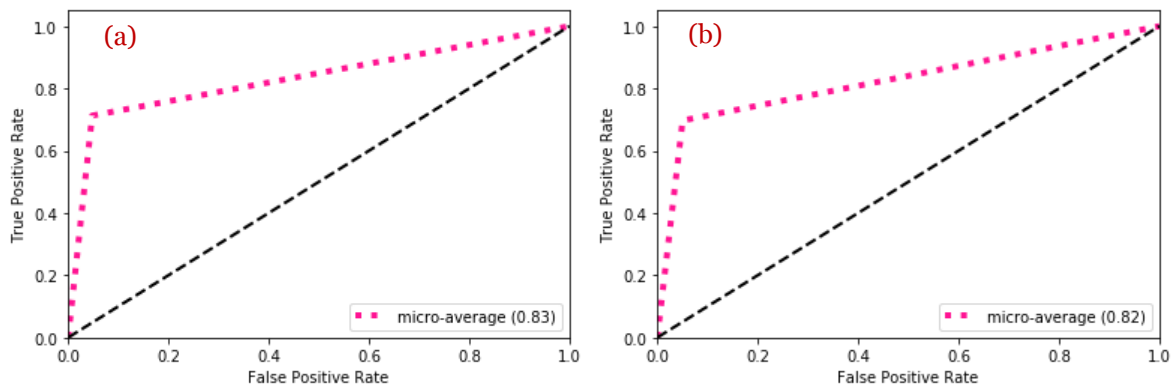 (a)
True Positive Rate
1.0
0.8
0.6
0.4
0.2
0.0
micro-average (0.83)
0.0 0.2 0.4 0.6 0.8 1.0
False Positive Rate
(b)
True Positive Rate
1.0
0.8
0.6
0.4
0.2
0.0
micro-average (0.82)
0.0 0.2 0.4 0.6 0.8 1.0
False Positive Rate